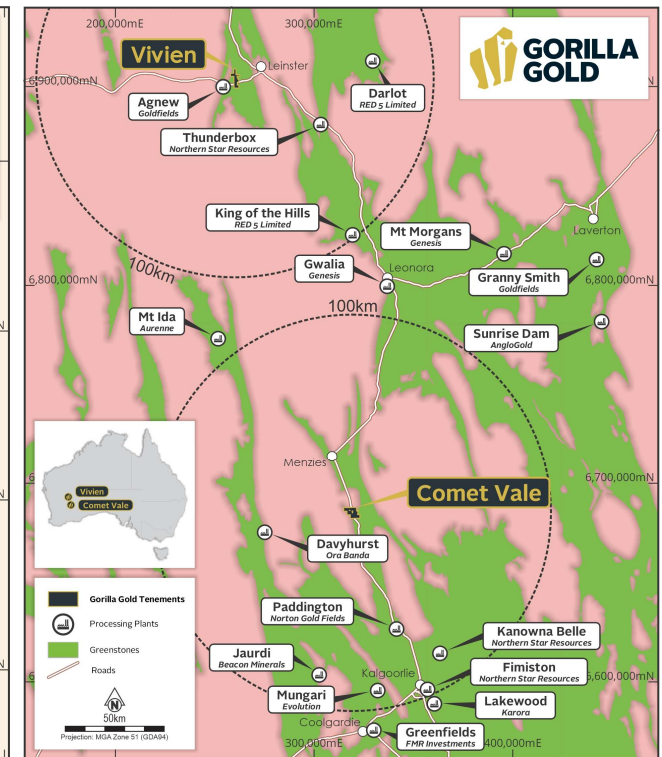 200,000mE
300,000mE
GORILLA
GOLD
Vivien
Leinster
6,900,000mN
Agnew
Goldfields
Darlot
RED 5 Limited
Thunderbox
Northern Star Resources
King of the Hills
RED 5 Limited
Mt Morgans
Genesis
Laverton
100km
Gwalia
Genesis
Leonora
Granny Smith
Goldfields
6,800,000mN
6,800,000mN
100km
Mt Ida
Aurenne
Sunrise Dam
AngloGold
Menzies
6,700,000mN
Comet Vale
Vivien
Comet Vale
Davyhurst
Ora Banda
Gorilla Gold Tenements
Processing Plants
Greenstones
Roads
N
50km
Projection: MGA Zone 51 (GDA94)
Paddington
Norton Gold Fields
Kanowna Belle
Northern Star Resources
Jaurdi
Beacon Minerals
Kalgoorlie
Fimiston
Northern Star Resources
5,600,000mN
Mungari
Evolution
Lakewood
Karora
Coolgardie
Greenfields
FMR Investments
300,000mE
400,000mE